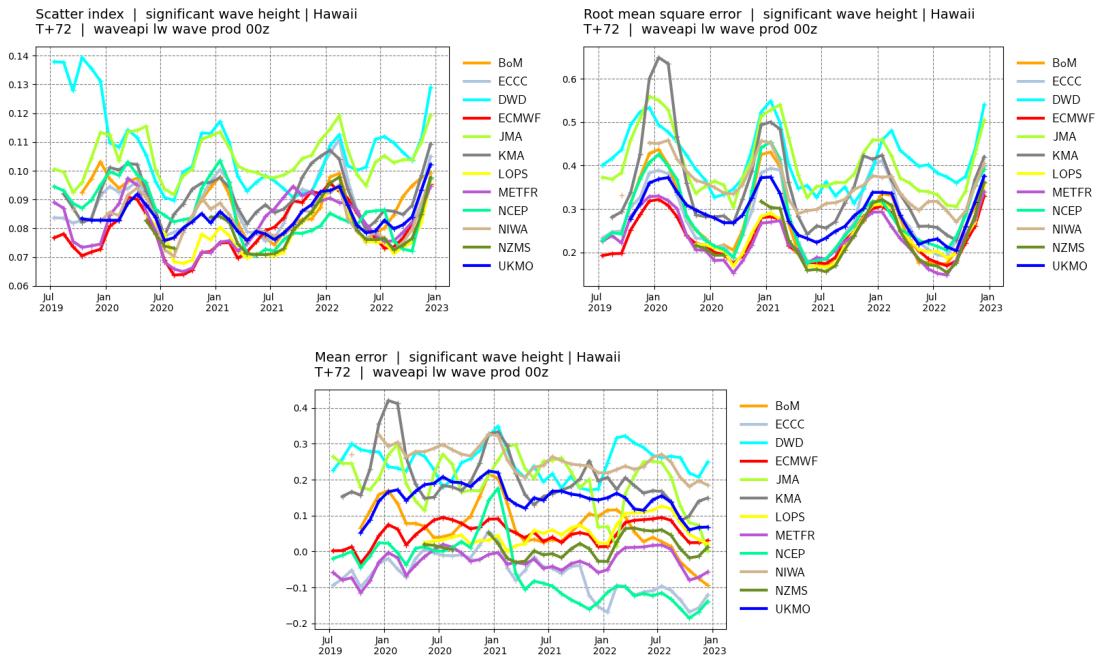 Scatter index | significant wave height | Hawaii
T+72 | waveapi lw wave prod 00z
0.14
0.13
0.12
0.11
0.10
0.09
0.08
0.07
0.06
Jul
2019
Jan
2020
Jul
2020
Jan
2021
Jul
2021
Jan
2022
Jul
2022
Jan
2023
BoM
ECCC
DWD
ECMWF
JMA
KMA
LOPS
METFR
NCEP
NIWA
NZMS
UKMO
Root mean square error | significant wave height | Hawaii
T+72 | waveapi lw wave prod 00z
0.6
0.5
0.4
0.3
0.2
Jul
2019
Jan
2020
Jul
2020
Jan
2021
Jul
2021
Jan
2022
Jul
2022
Jan
2023
BoM
ECCC
DWD
ECMWF
JMA
KMA
LOPS
METFR
NCEP
NIWA
NZMS
UKMO
Mean error | significant wave height | Hawaii
T+72 | waveapi lw wave prod 00z
0.4
0.3
0.2
0.1
0.0
−0.1
−0.2
Jul
2019
Jan
2020
Jul
2020
Jan
2021
Jul
2021
Jan
2022
Jul
2022
Jan
2023
BoM
ECCC
DWD
ECMWF
JMA
KMA
LOPS
METFR
NCEP
NIWA
NZMS
UKMO